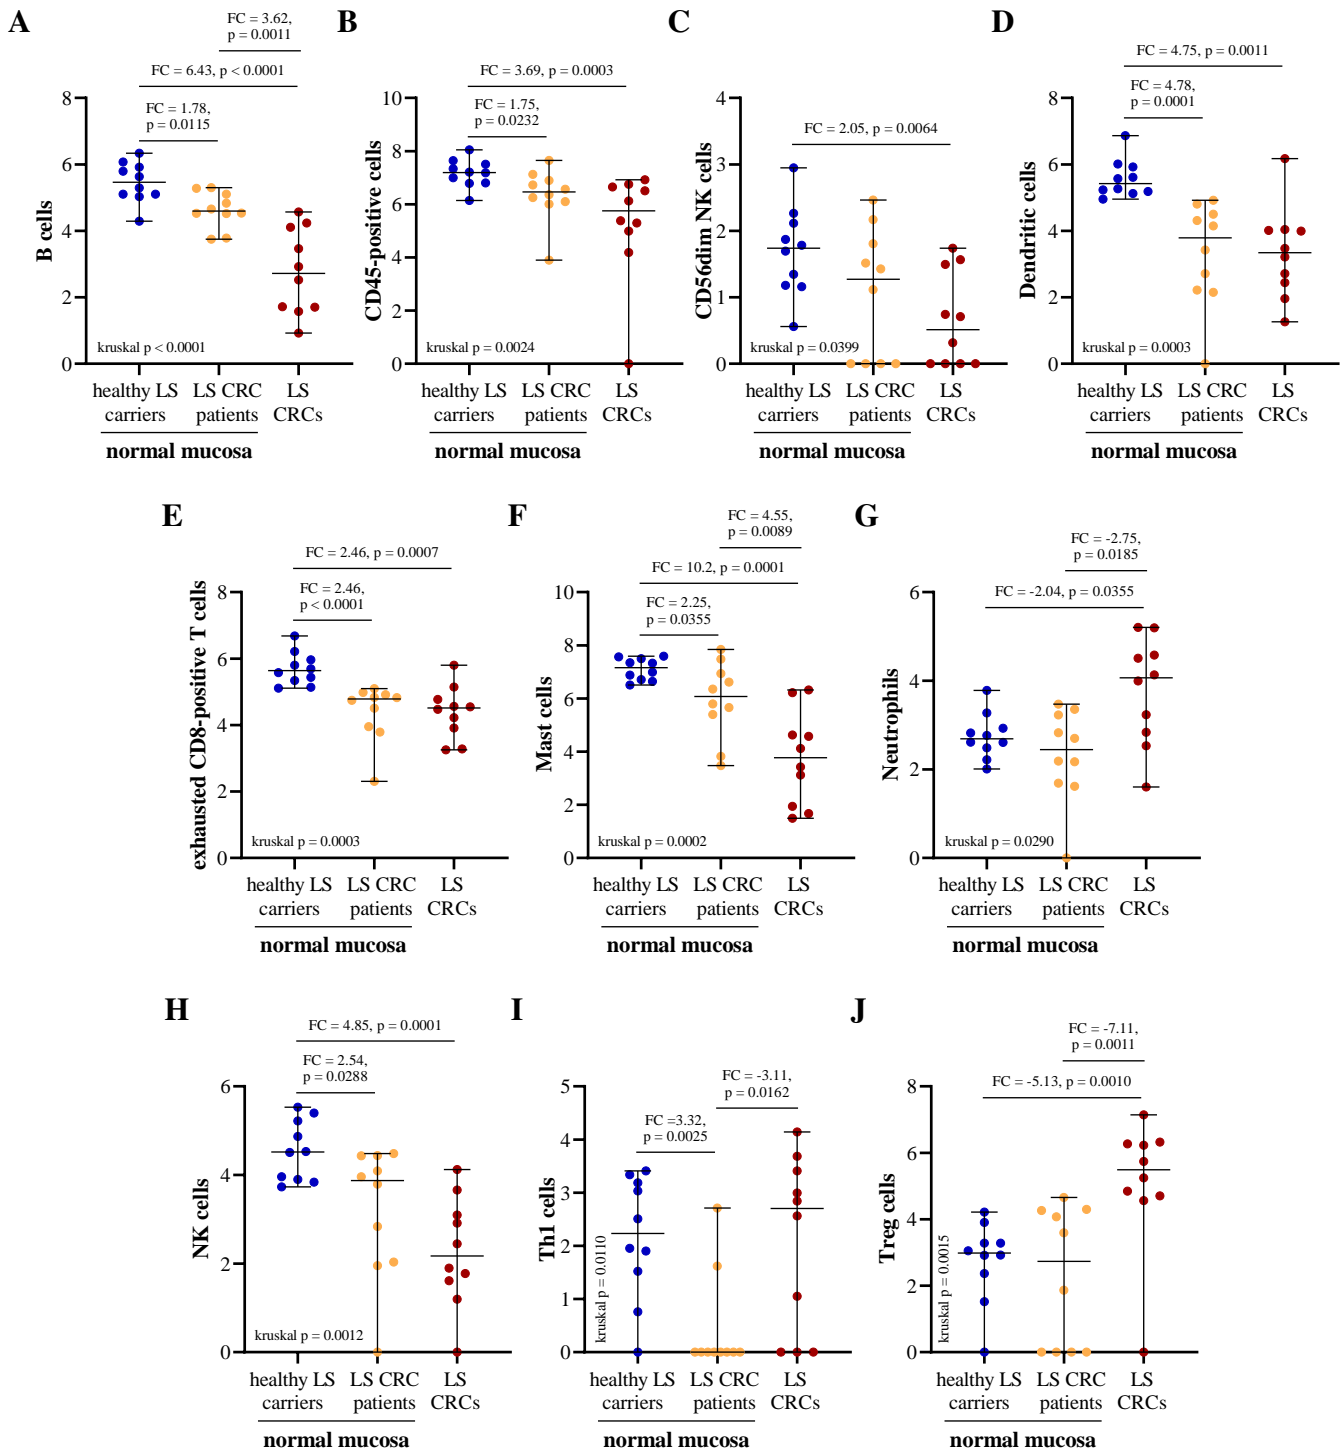 A
FC = 3.62,
p = 0.0011
FC = 6.43, p < 0.0001
FC = 1.78,
p = 0.0115
8
6
4
2
0
B cells
kruskal p < 0.0001
healthy LS
carriers
LS CRC
patients
LS
CRCs
normal mucosa
B
FC = 3.69, p = 0.0003
FC = 1.75,
p = 0.0232
10
8
6
4
2
0
CD45-positive cells
kruskal p = 0.0024
healthy LS
carriers
LS CRC
patients
LS
CRCs
normal mucosa
C
FC = 2.05, p = 0.0064
4
3
2
1
0
CD56dim NK cells
kruskal p = 0.0399
healthy LS
carriers
LS CRC
patients
LS
CRCs
normal mucosa
D
FC = 4.75, p = 0.0011
FC = 4.78,
p = 0.0001
8
6
4
2
0
Dendritic cells
kruskal p = 0.0003
healthy LS
carriers
LS CRC
patients
LS
CRCs
normal mucosa
E
FC = 2.46, p = 0.0007
FC = 2.46,
p < 0.0001
8
6
4
2
0
exhausted CD8-positive T cells
kruskal p = 0.0003
healthy LS
carriers
LS CRC
patients
LS
CRCs
normal mucosa
F
FC = 4.55,
p = 0.0089
FC = 10.2, p = 0.0001
FC = 2.25,
p = 0.0355
10
8
6
4
2
0
Mast cells
kruskal p = 0.0002
healthy LS
carriers
LS CRC
patients
LS
CRCs
normal mucosa
G
FC = -2.75,
p = 0.0185
FC = -2.04, p = 0.0355
6
4
2
0
Neutrophils
kruskal p = 0.0290
healthy LS
carriers
LS CRC
patients
LS
CRCs
normal mucosa
H
FC = 4.85, p = 0.0001
FC = 2.54,
p = 0.0288
6
4
2
0
NK cells
kruskal p = 0.0012
healthy LS
carriers
LS CRC
patients
LS
CRCs
normal mucosa
I
FC = -3.11,
p = 0.0162
FC =3.32,
p = 0.0025
5
4
3
2
1
0
Th1 cells
kruskal p = 0.0110
healthy LS
carriers
LS CRC
patients
LS
CRCs
normal mucosa
J
FC = -7.11,
p = 0.0011
FC = -5.13, p = 0.0010
8
6
4
2
0
Treg cells
kruskal p = 0.0015
healthy LS
carriers
LS CRC
patients
LS
CRCs
normal mucosa